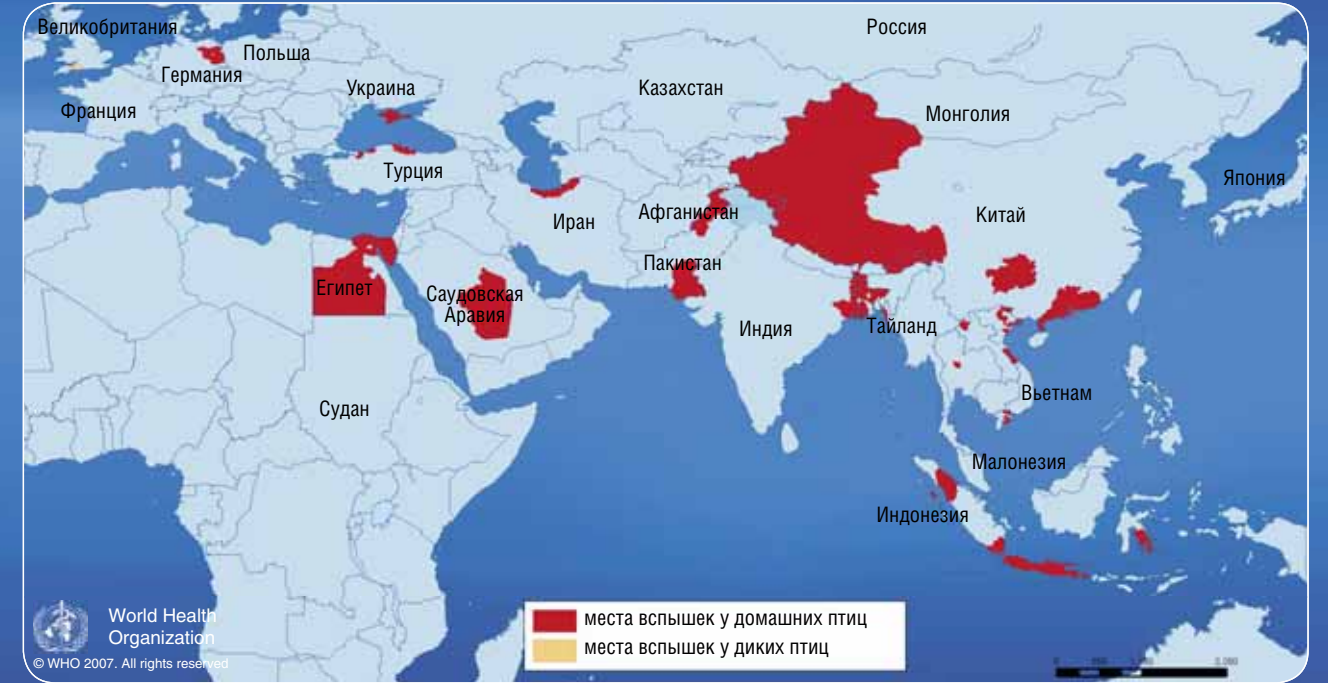 Великобритания
Россия
Польша
Германия
Украина
Казахстан
Франция
Монголия
Турция
Япония
Афганистан
Иран
Китай
Пакистан
Египет
Саудовская
Аравия
Индия
Тайланд
Судан
Вьетнам
Малонезия
Индонезия
World Health
Organization
© WHO 2007. All rights reserved
места вспышек у домашних птиц
места вспышек у диких птиц
0